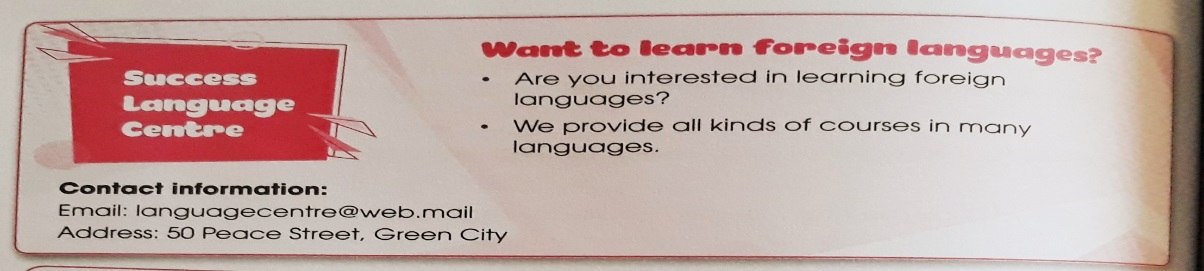 Success
Language
Centre
Contact information:
Email: languagecentre@web.mail
Address: 50 Peace Street, Green City
Want to learn foreign languages?
• Are you interested in learning foreign
languages?
• We provide all kinds of courses in many
languages.